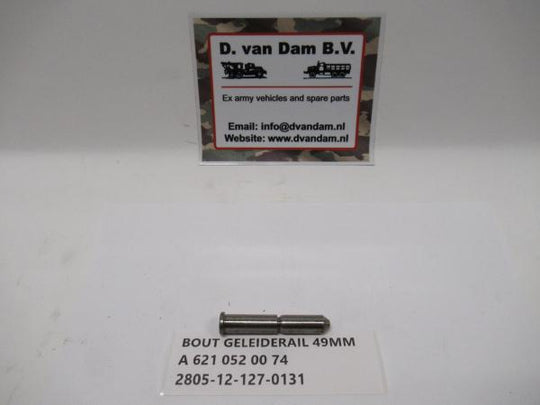 D. van Dam B.V.
Ex army vehicles and spare parts
Email: info@dvandam.nl
Website: www.dvandam.nl
BOUT GELEIDERAIL 49MM
A 621 052 00 74
2805-12-127-0131